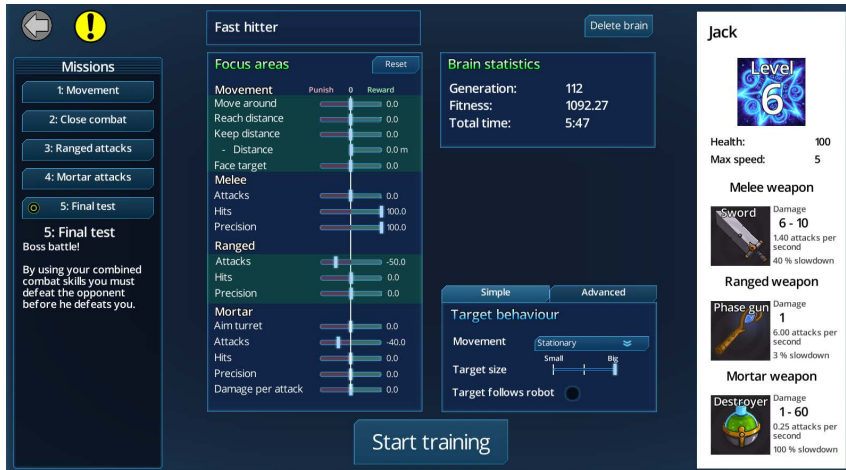 Fast hitter
Delete brain
Missions
1: Movement
2: Close combat
3: Ranged attacks
4: Mortar attacks
5: Final test
5: Final test
Boss battle!
By using your combined
combat skills you must
defeat the opponent
before he defeats you.
Focus areas
Reset
Movement Punish 0 Reward
Move around 0.0
Reach distance 0.0
Keep distance 0.0
- Distance 0.0 m
Face target 0.0
Melee
Attacks 0.0
Hits 100.0
Precision 100.0
Ranged
Attacks -50.0
Hits 0.0
Precision 0.0
Mortar
Aim turret 0.0
Attacks -40.0
Hits 0.0
Precision 0.0
Damage per attack 0.0
Brain statistics
Generation: 112
Fitness: 1092.27
Total time: 5:47
Simple Advanced
Target behaviour
Movement Stationary
Small Big
Target size
Target follows robot
Start training
Jack
Level
6
Health: 100
Max speed: 5
Melee weapon
Sword
Damage
6 - 10
1.40 attacks per
second
40 % slowdown
Ranged weapon
Phase gun
Damage
1
6.00 attacks per
second
3 % slowdown
Mortar weapon
Destroyer
Damage
1 - 60
0.25 attacks per
second
100 % slowdown